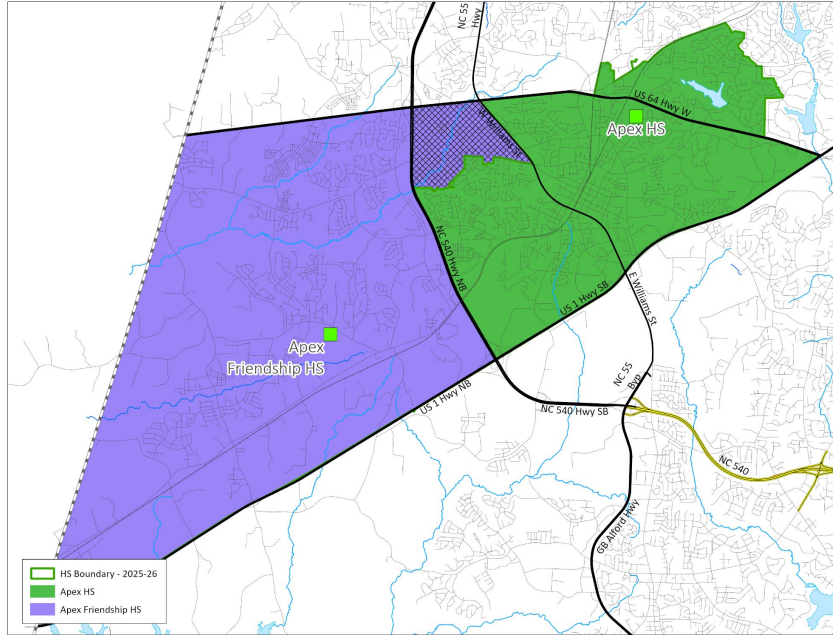 NC 55
Hwy
US 64 Hwy W
W Williams St
Apex HS
NC 540 Hwy NB
US 1 Hwy SB
E Williams St
Apex
Friendship HS
NC 55
Byp
US 1 Hwy NB
NC 540 Hwy SB
NC 540
GB Alford Hwy
HS Boundary - 2025-26
Apex HS
Apex Friendship HS